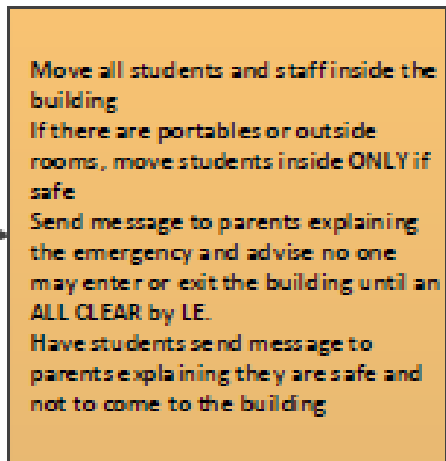 Move all students and staff inside the
building
If there are portables or outside
rooms, move students inside ONLY if
safe
Send message to parents explaining
the emergency and advise no one
may enter or exit the building until an
ALL CLEAR by LE.
Have students send message to
parents explaining they are safe and
not to come to the building